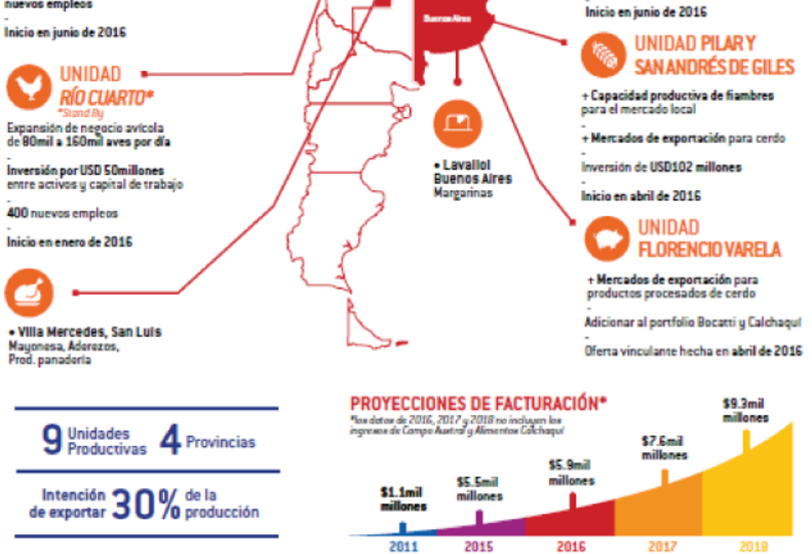 nuevos empleos
-
Inicio en junio de 2016
UNIDAD
RÍO CUARTO*
*Stand By
Expansión de negocio avícola
de 80mil a 160mil aves por día
-
Inversión por USD 50millones
entre activos y capital de trabajo
-
400 nuevos empleos
-
Inicio en enero de 2016
• Villa Mercedes, San Luis
Mayonesa, Aderezos,
Prod. panadería
Buenos Aires
• Lavallol
Buenos Aires
Margarinas
-
Inicio en junio de 2016
UNIDAD PILAR Y
SAN ANDRÉS DE GILES
+ Capacidad productiva de fiambres
para el mercado local
-
+ Mercados de exportación para cerdo
-
Inversión de USD102 millones
-
Inicio en abril de 2016
UNIDAD
FLORENCIO VARELA
+ Mercados de exportación para
productos procesados de cerdo
-
Adicionar al portfolio Bocatti y Calchaquí
-
Oferta vinculante hecha en abril de 2016
9 Unidades
Productivas
4 Provincias
Intención
de exportar
30% de la
producción
PROYECCIONES DE FACTURACIÓN*
*los datos de 2016, 2017 y 2018 no incluyen los
ingresos de Campo Austral y Alimentos Calchaquí
$1.1mil
millones
$5.5mil
millones
$5.9mil
millones
$7.6mil
millones
$9.3mil
millones
2011
2015
2016
2017
2018